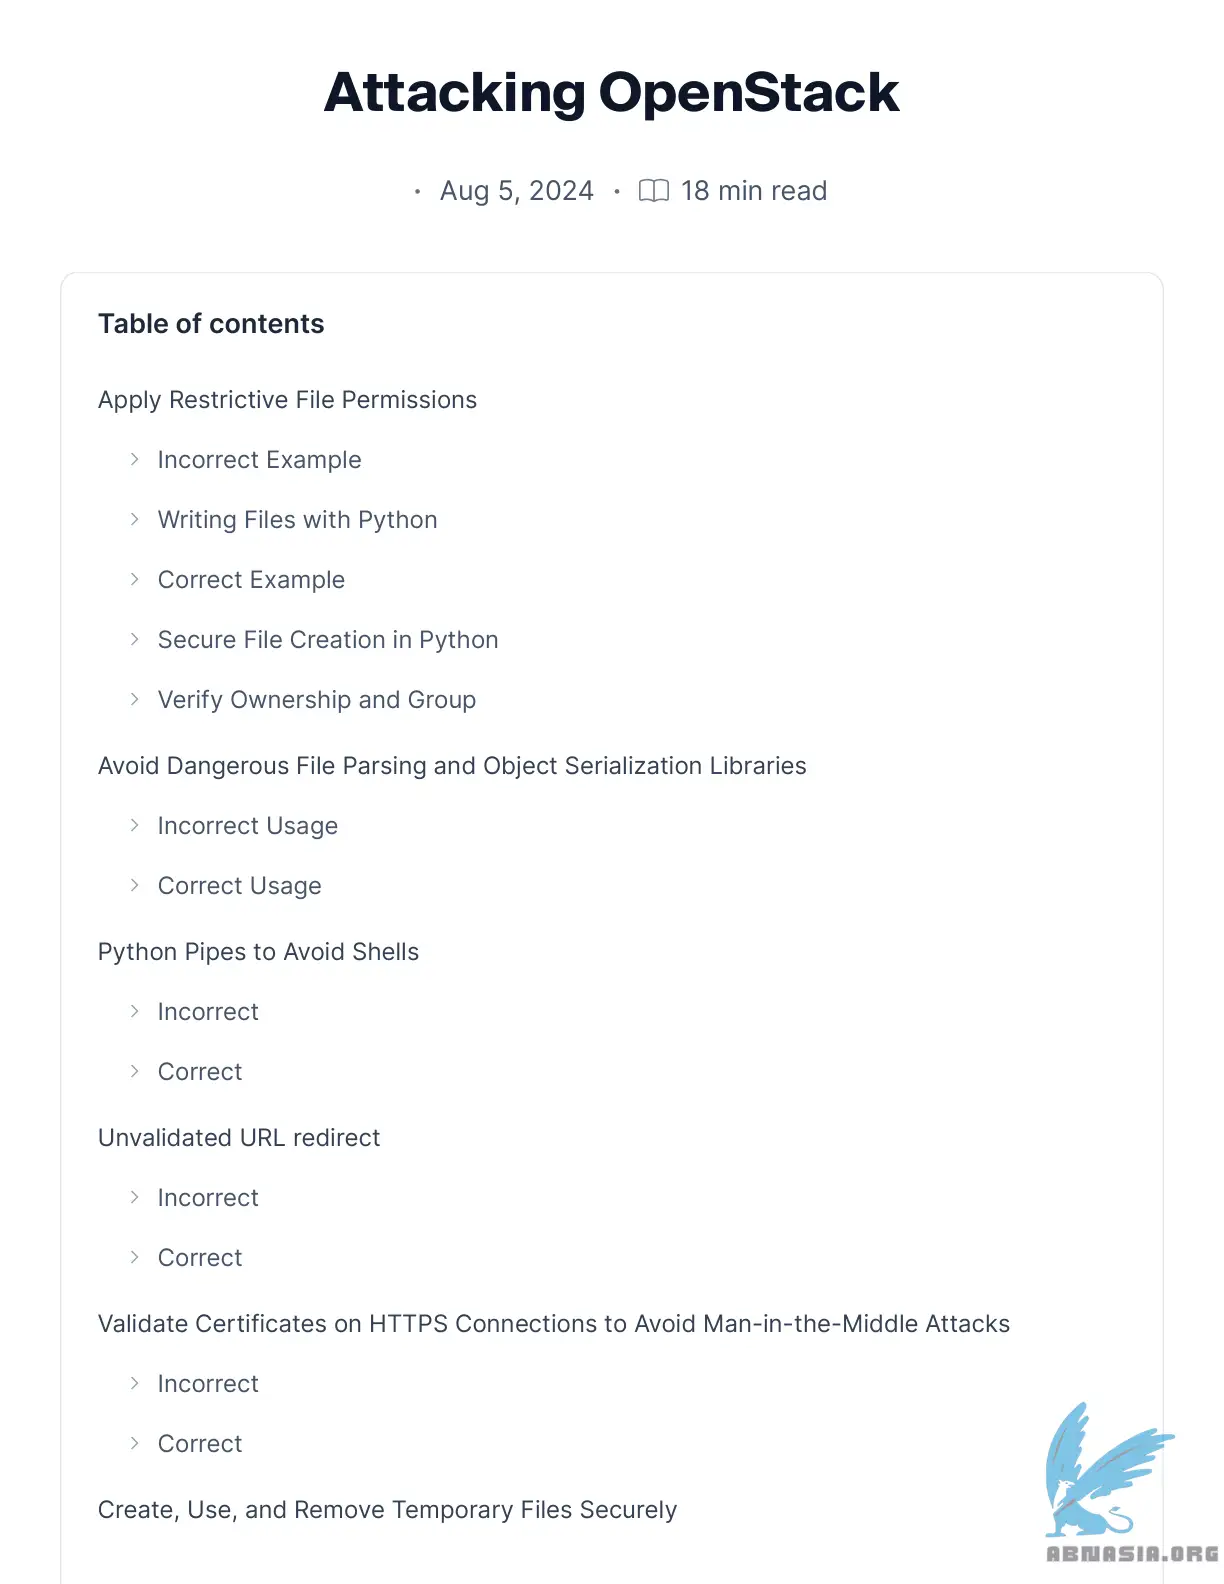 Attacking OpenStack
· Aug 5, 2024 · 18 min read
Table of contents
Apply Restrictive File Permissions
Incorrect Example
Writing Files with Python
Correct Example
Secure File Creation in Python
Verify Ownership and Group
Avoid Dangerous File Parsing and Object Serialization Libraries
Incorrect Usage
Correct Usage
Python Pipes to Avoid Shells
Incorrect
Correct
Unvalidated URL redirect
Incorrect
Correct
Validate Certificates on HTTPS Connections to Avoid Man-in-the-Middle Attacks
Incorrect
Correct
Create, Use, and Remove Temporary Files Securely
ABNASIA.ORG